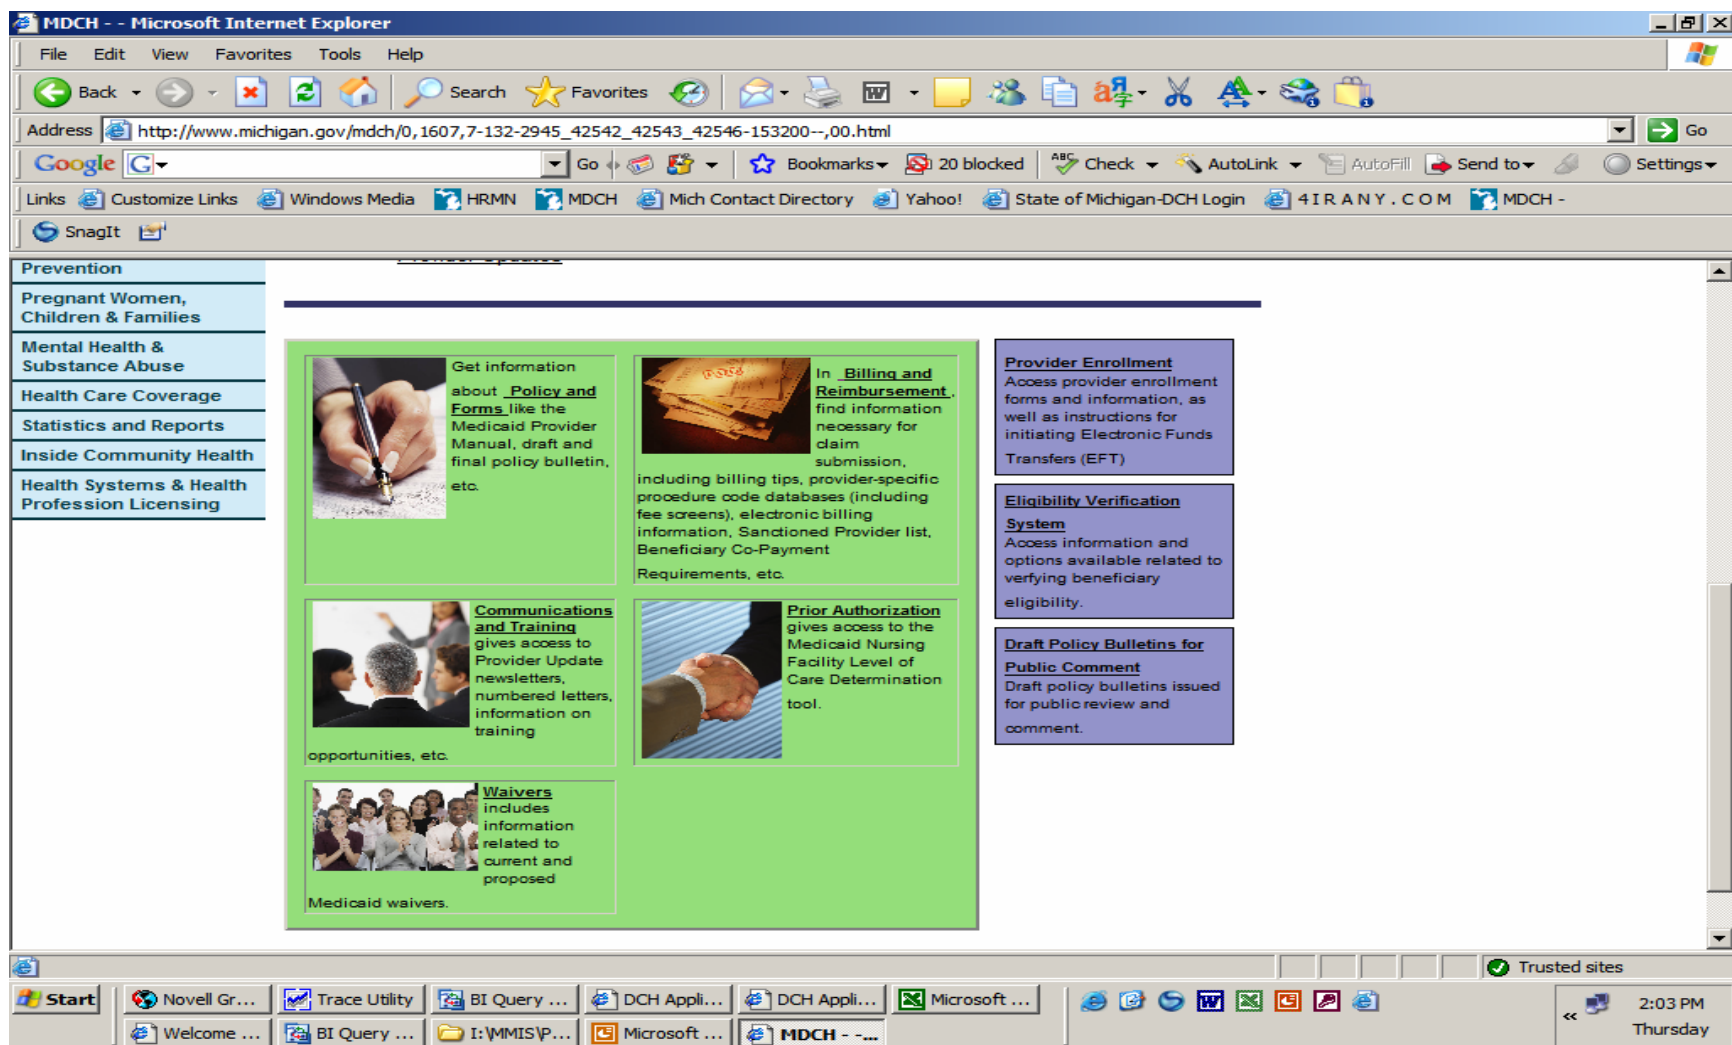 MDCH - - Microsoft Internet Explorer
File Edit View Favorites Tools Help
Back Search Favorites
Address http://www.michigan.gov/mdch/0,1607,7-132-2945_42542_42543_42546-153200--,00.html Go
Google G Go Bookmarks 20 blocked ABC Check AutoLink AutoFill Send to Settings
Links Customize Links Windows Media HRMN MDCH Mich Contact Directory Yahoo! State of Michigan-DCH Login 4 I R A N Y . C O M MDCH -
SnagIt
Prevention
Pregnant Women,
Children & Families
Mental Health &
Substance Abuse
Health Care Coverage
Statistics and Reports
Inside Community Health
Health Systems & Health
Profession Licensing
Get information
about Policy and
Forms like the
Medicaid Provider
Manual, draft and
final policy bulletin,
etc.
In Billing and
Reimbursement,
find information
necessary for
claim
submission,
including billing tips, provider-specific
procedure code databases (including
fee screens), electronic billing
information, Sanctioned Provider list,
Beneficiary Co-Payment
Requirements, etc.
Communications
and Training
gives access to
Provider Update
newsletters,
numbered letters,
information on
training
opportunities, etc.
Prior Authorization
gives access to the
Medicaid Nursing
Facility Level of
Care Determination
tool.
Waivers
includes
information
related to
current and
proposed
Medicaid waivers.
Provider Enrollment
Access provider enrollment
forms and information, as
well as instructions for
initiating Electronic Funds
Transfers (EFT)
Eligibility Verification
System
Access information and
options available related to
verfying beneficiary
eligibility.
Draft Policy Bulletins for
Public Comment
Draft policy bulletins issued
for public review and
comment.
Trusted sites
Start Novell Gr... Trace Utility BI Query ... DCH Appli... DCH Appli... Microsoft ... 2:03 PM
Welcome ... BI Query ... I:\MMIS\P... Microsoft ... MDCH - -... Thursday